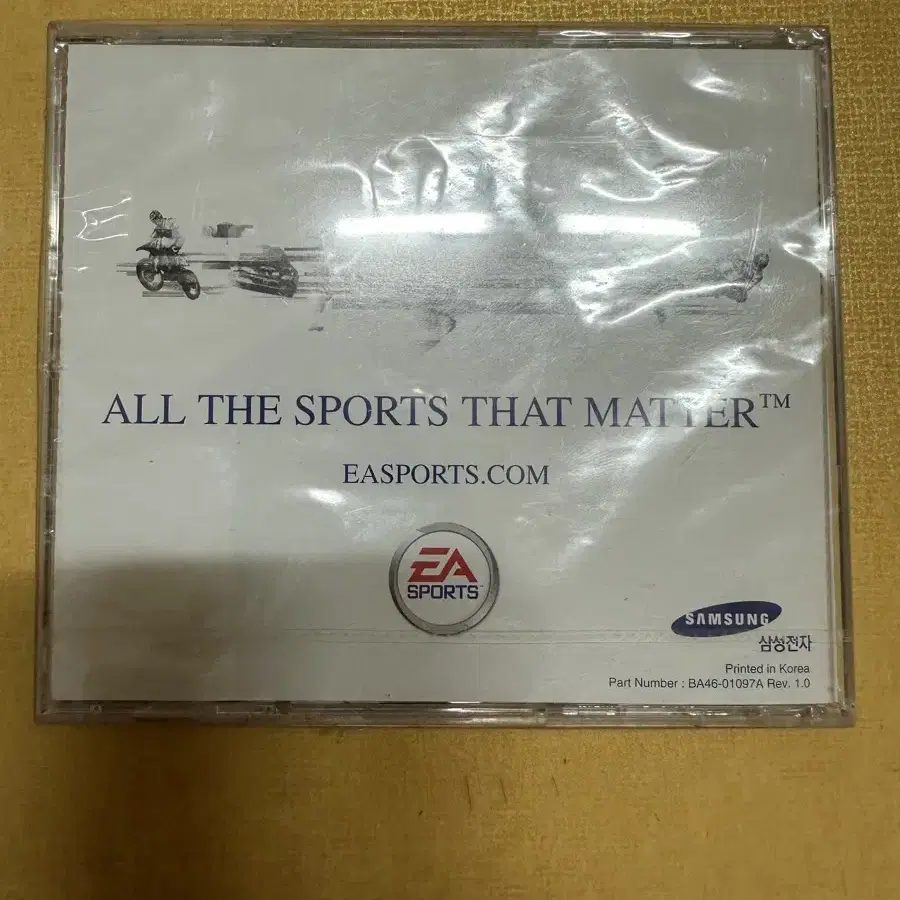 ALL THE SPORTS THAT MATTER™
EASPORTS.COM
EA
SPORTS™
SAMSUNG
삼성전자
Printed in Korea
Part Number : BA46-01097A Rev. 1.0